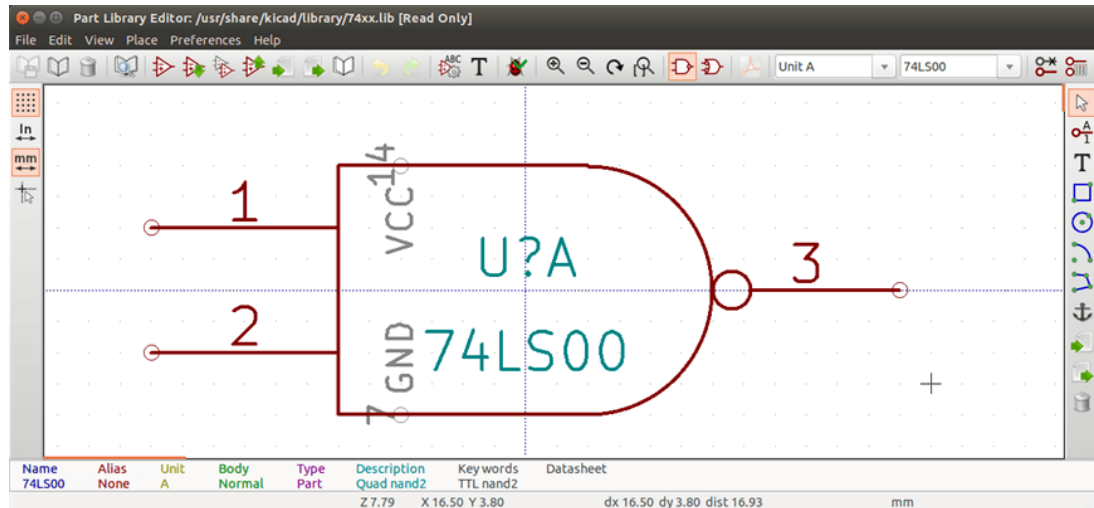 Part Library Editor: /usr/share/kicad/library/74xx.lib [Read Only]
File Edit View Place Preferences Help
ABC T Unit A 74LS00
In
mm
A
1
T
14
VCC
1
U?A
3
2
GND
74LS00
7
Name Alias Unit Body Type Description Key words Datasheet
74LS00 None A Normal Part Quad nand2 TTL nand2
Z 7.79 X 16.50 Y 3.80 dx 16.50 dy 3.80 dist 16.93 mm